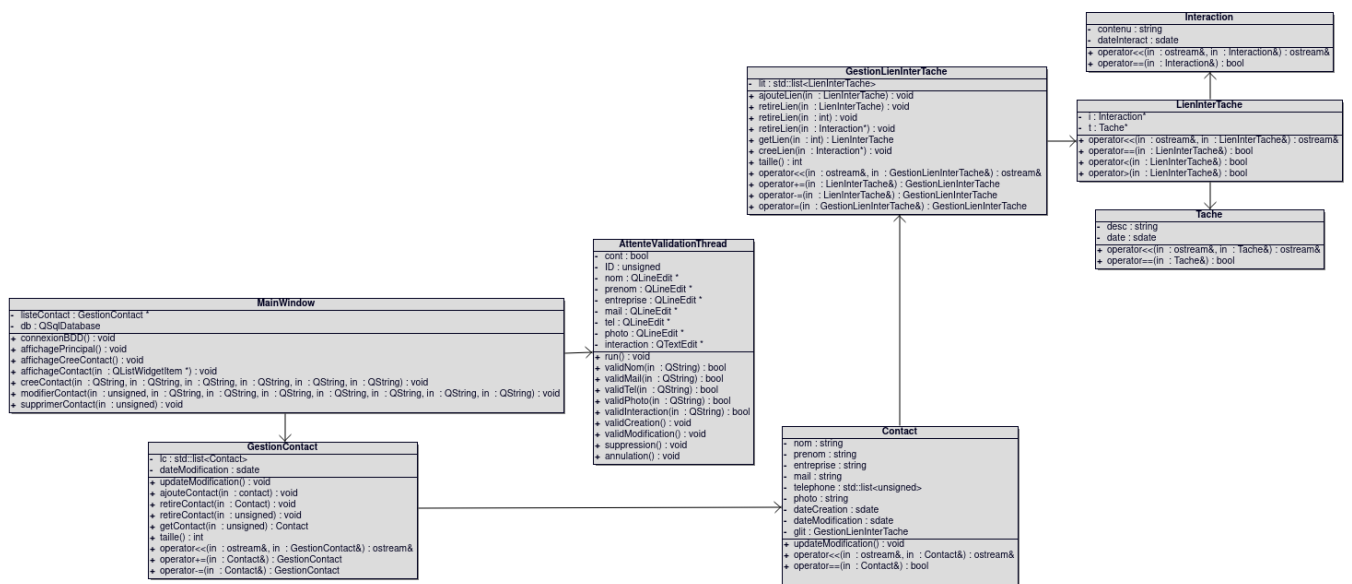 Interaction
- contenu : string
- dateInteract : sdate
+ operator<<(in : ostream&, in : Interaction&) : ostream&
+ operator==(in : Interaction&) : bool
GestionLienInterTache
- lit : std::list<LienInterTache>
+ ajouteLien(in : LienInterTache) : void
+ retireLien(in : LienInterTache) : void
+ retireLien(in : int) : void
+ retireLien(in : Interaction*) : void
+ getLien(in : int) : LienInterTache
+ creeLien(in : Interaction*) : void
+ taille() : int
+ operator<<(in : ostream&, in : GestionLienInterTache&) : ostream&
+ operator+=(in : LienInterTache&) : GestionLienInterTache
+ operator-=(in : LienInterTache&) : GestionLienInterTache
+ operator=(in : GestionLienInterTache&) : GestionLienInterTache
LienInterTache
- i : Interaction*
- t : Tache*
+ operator<<(in : ostream&, in : LienInterTache&) : ostream&
+ operator==(in : LienInterTache&) : bool
+ operator<(in : LienInterTache&) : bool
+ operator>(in : LienInterTache&) : bool
Tache
- desc : string
- date : sdate
+ operator<<(in : ostream&, in : Tache&) : ostream&
+ operator==(in : Tache&) : bool
AttenteValidationThread
- cont : bool
- ID : unsigned
- nom : QLineEdit *
- prenom : QLineEdit *
- entreprise : QLineEdit *
- mail : QLineEdit *
- tel : QLineEdit *
- photo : QLineEdit *
- interaction : QTextEdit *
+ run() : void
+ validNom(in : QString) : bool
+ validMail(in : QString) : bool
+ validTel(in : QString) : bool
+ validPhoto(in : QString) : bool
+ validInteraction(in : QString) : bool
+ validCreation() : void
+ validModification() : void
+ suppression() : void
+ annulation() : void
MainWindow
- listeContact : GestionContact *
- db : QSqlDatabase
+ connexionBDD() : void
+ affichagePrincipal() : void
+ affichageCreeContact() : void
+ affichageContact(in : QListWidgetItem *) : void
+ creeContact(in : QString, in : QString, in : QString, in : QString, in : QString, in : QString) : void
+ modifierContact(in : unsigned, in : QString, in : QString, in : QString, in : QString, in : QString, in : QString, in : QString) : void
+ supprimerContact(in : unsigned) : void
GestionContact
- lc : std::list<Contact>
- dateModification : sdate
+ updateModification() : void
+ ajouteContact(in : contact) : void
+ retireContact(in : Contact) : void
+ retireContact(in : unsigned) : void
+ getContact(in : unsigned) : Contact
+ taille() : int
+ operator<<(in : ostream&, in : GestionContact&) : ostream&
+ operator+=(in : Contact&) : GestionContact
+ operator-=(in : Contact&) : GestionContact
Contact
- nom : string
- prenom : string
- entreprise : string
- mail : string
- telephone : std::list<unsigned>
- photo : string
- dateCreation : sdate
- dateModification : sdate
- glit : GestionLienInterTache
+ updateModification() : void
+ operator<<(in : ostream&, in : Contact&) : ostream&
+ operator==(in : Contact&) : bool